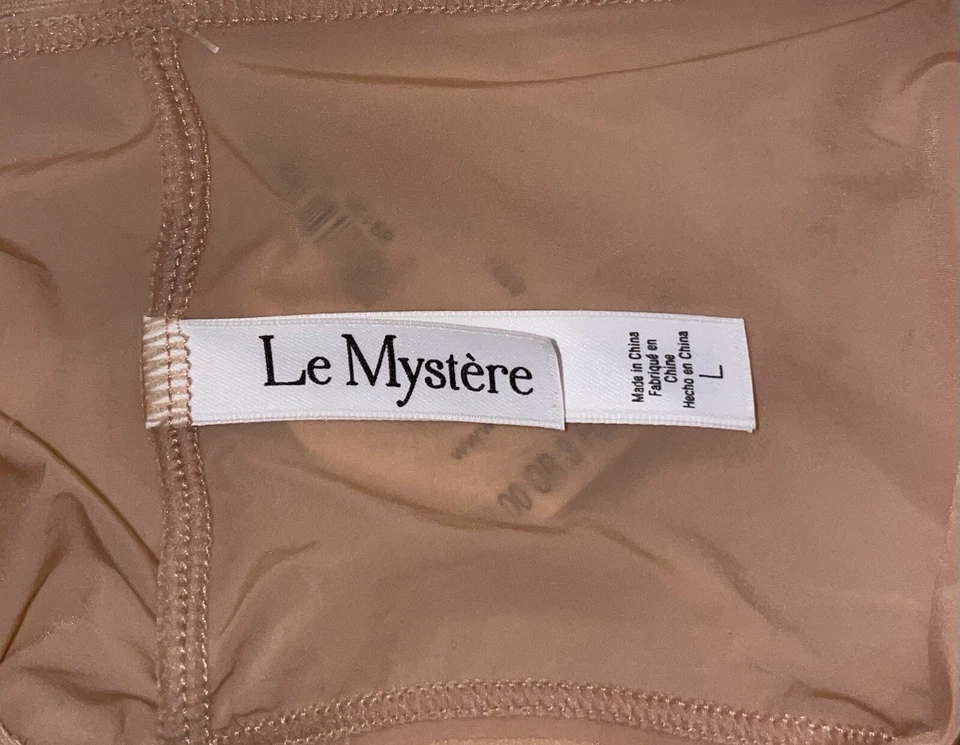 Le Mystère
Made in China
Fabriqué en
Chine
Hecho en China
L